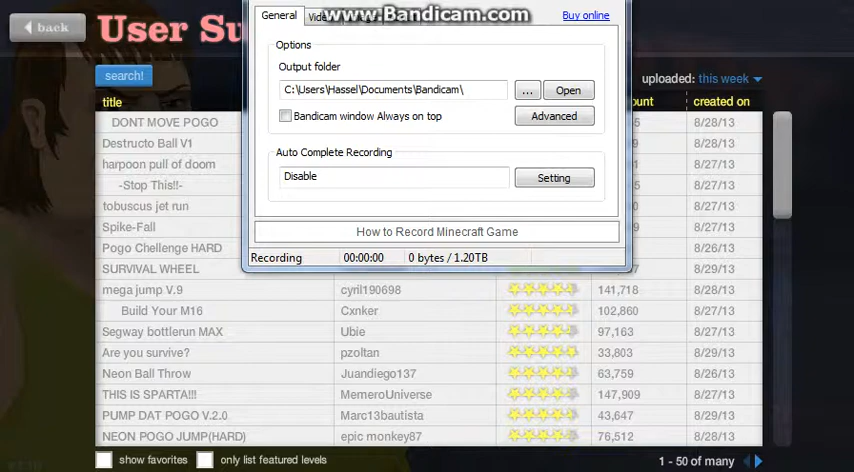 www.Bandicam.com
back
User Su
General
Buy online
Options
Output folder
C:\Users\Hassel\Documents\Bandicam\
...
Open
Bandicam window Always on top
Advanced
Auto Complete Recording
Disable
Setting
How to Record Minecraft Game
Recording 00:00:00 0 bytes / 1.20TB
search!
uploaded: this week
title ount created on
DONT MOVE POGO 8/28/13
Destructo Ball V1 8/28/13
harpoon pull of doom 8/27/13
-Stop This!!- 8/27/13
tobuscus jet run 8/28/13
Spike-Fall 8/27/13
Pogo Chellenge HARD 8/26/13
SURVIVAL WHEEL 8/27/13
mega jump V.9 cyril190698 141,718 8/28/13
Build Your M16 Cxnker 102,860 8/27/13
Segway bottlerun MAX Ubie 97,163 8/29/13
Are you survive? pzoltan 33,803 8/29/13
Neon Ball Throw Juandiego137 63,759 8/26/13
THIS IS SPARTA!!! MemeroUniverse 147,909 8/27/13
PUMP DAT POGO V.2.0 Marc13bautista 43,647 8/29/13
NEON POGO JUMP(HARD) epic monkey87 76,512 8/28/13
show favorites only list featured levels 1 - 50 of many